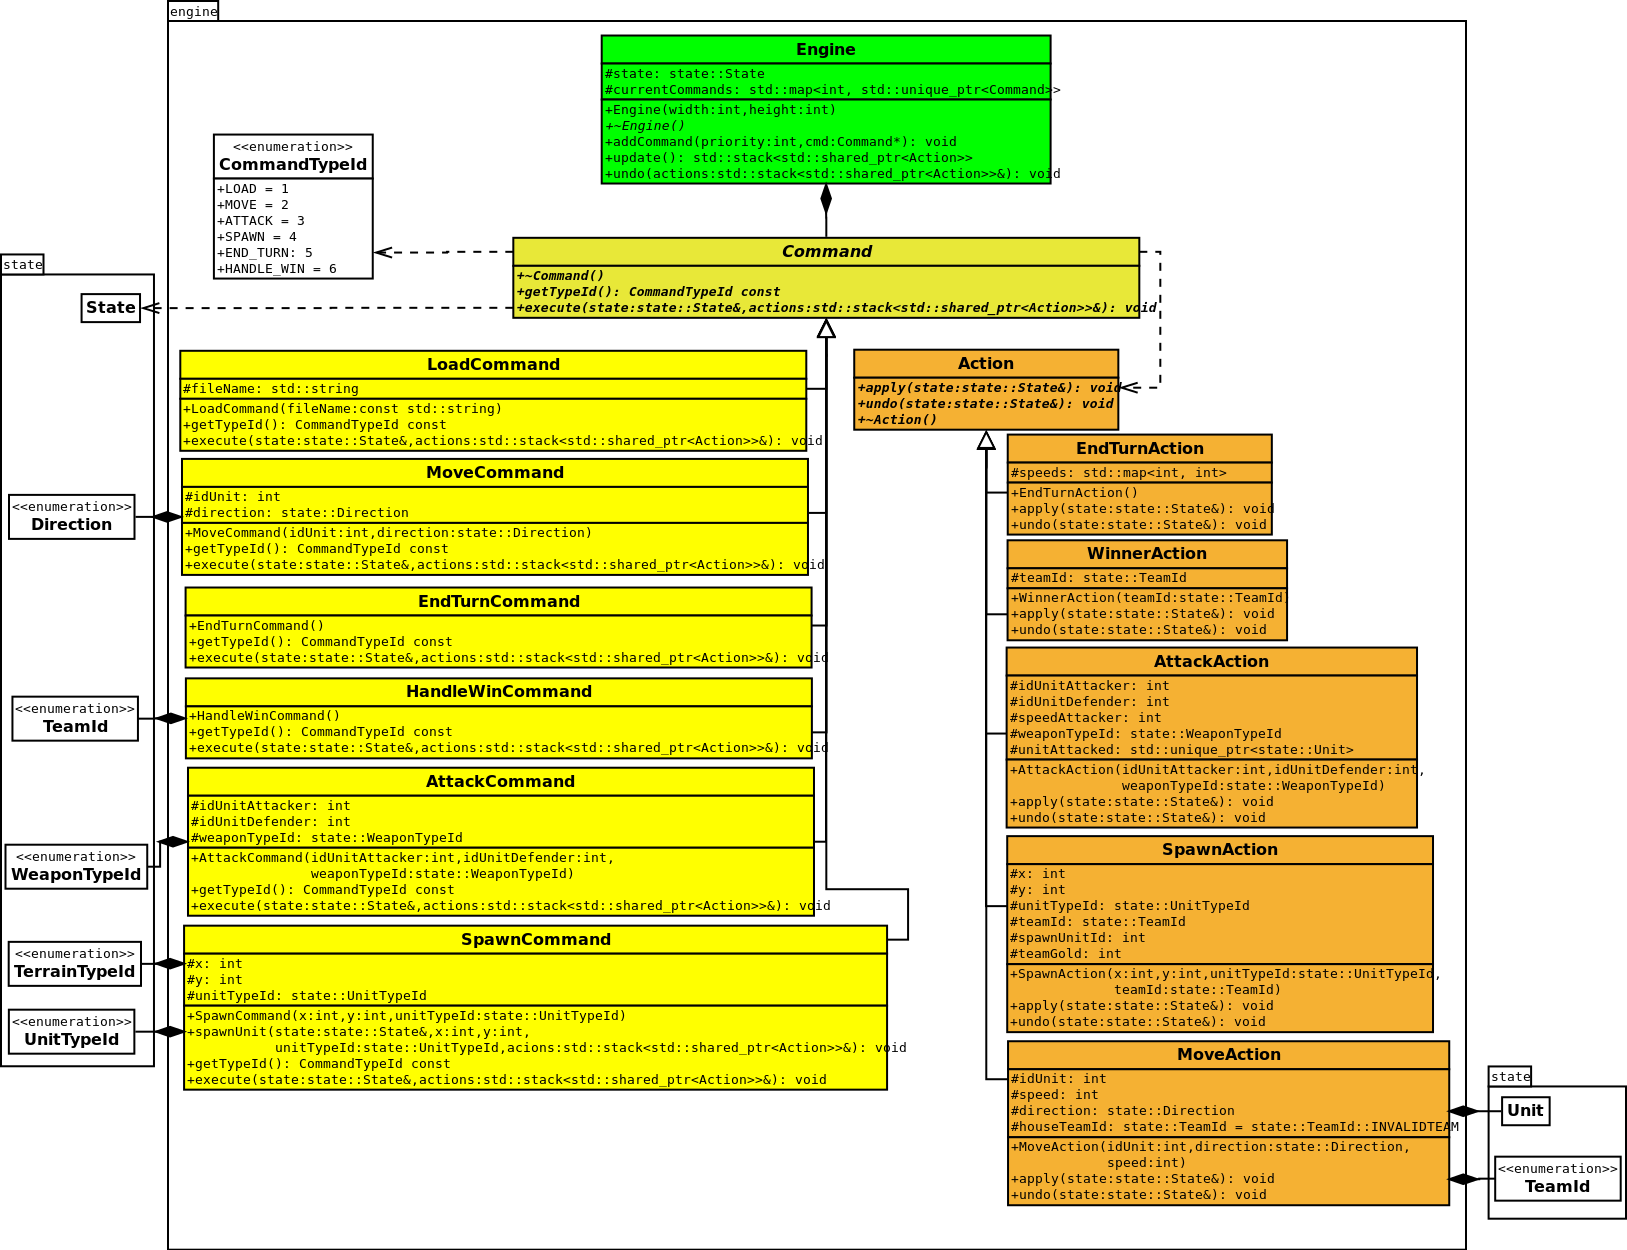 engine
Engine
#state: state::State
#currentCommands: std::map<int, std::unique_ptr<Command>>
+Engine(width:int,height:int)
+~Engine()
+addCommand(priority:int,cmd:Command*): void
+update(): std::stack<std::shared_ptr<Action>>
+undo(actions:std::stack<std::shared_ptr<Action>>&): void
<<enumeration>>
CommandTypeId
+LOAD = 1
+MOVE = 2
+ATTACK = 3
+SPAWN = 4
+END_TURN: 5
+HANDLE_WIN = 6
Command
+~Command()
+getTypeId(): CommandTypeId const
+execute(state:state::State&,actions:std::stack<std::shared_ptr<Action>>&): void
state
State
<<enumeration>>
Direction
<<enumeration>>
TeamId
<<enumeration>>
WeaponTypeId
<<enumeration>>
TerrainTypeId
<<enumeration>>
UnitTypeId
LoadCommand
#fileName: std::string
+LoadCommand(fileName:const std::string)
+getTypeId(): CommandTypeId const
+execute(state:state::State&,actions:std::stack<std::shared_ptr<Action>>&): void
MoveCommand
#idUnit: int
#direction: state::Direction
+MoveCommand(idUnit:int,direction:state::Direction)
+getTypeId(): CommandTypeId const
+execute(state:state::State&,actions:std::stack<std::shared_ptr<Action>>&): void
EndTurnCommand
+EndTurnCommand()
+getTypeId(): CommandTypeId const
+execute(state:state::State&,actions:std::stack<std::shared_ptr<Action>>&): void
HandleWinCommand
+HandleWinCommand()
+getTypeId(): CommandTypeId const
+execute(state:state::State&,actions:std::stack<std::shared_ptr<Action>>&): void
AttackCommand
#idUnitAttacker: int
#idUnitDefender: int
#weaponTypeId: state::WeaponTypeId
+AttackCommand(idUnitAttacker:int,idUnitDefender:int,
weaponTypeId:state::WeaponTypeId)
+getTypeId(): CommandTypeId const
+execute(state:state::State&,actions:std::stack<std::shared_ptr<Action>>&): void
SpawnCommand
#x: int
#y: int
#unitTypeId: state::UnitTypeId
+SpawnCommand(x:int,y:int,unitTypeId:state::UnitTypeId)
+spawnUnit(state:state::State&,x:int,y:int,
unitTypeId:state::UnitTypeId,acions:std::stack<std::shared_ptr<Action>>&): void
+getTypeId(): CommandTypeId const
+execute(state:state::State&,actions:std::stack<std::shared_ptr<Action>>&): void
Action
+apply(state:state::State&): void
+undo(state:state::State&): void
+~Action()
EndTurnAction
#speeds: std::map<int, int>
+EndTurnAction()
+apply(state:state::State&): void
+undo(state:state::State&): void
WinnerAction
#teamId: state::TeamId
+WinnerAction(teamId:state::TeamId)
+apply(state:state::State&): void
+undo(state:state::State&): void
AttackAction
#idUnitAttacker: int
#idUnitDefender: int
#speedAttacker: int
#weaponTypeId: state::WeaponTypeId
#unitAttacked: std::unique_ptr<state::Unit>
+AttackAction(idUnitAttacker:int,idUnitDefender:int,
weaponTypeId:state::WeaponTypeId)
+apply(state:state::State&): void
+undo(state:state::State&): void
SpawnAction
#x: int
#y: int
#unitTypeId: state::UnitTypeId
#teamId: state::TeamId
#spawnUnitId: int
#teamGold: int
+SpawnAction(x:int,y:int,unitTypeId:state::UnitTypeId,
teamId:state::TeamId)
+apply(state:state::State&): void
+undo(state:state::State&): void
MoveAction
#idUnit: int
#speed: int
#direction: state::Direction
#houseTeamId: state::TeamId = state::TeamId::INVALIDTEAM
+MoveAction(idUnit:int,direction:state::Direction,
speed:int)
+apply(state:state::State&): void
+undo(state:state::State&): void
state
Unit
<<enumeration>>
TeamId